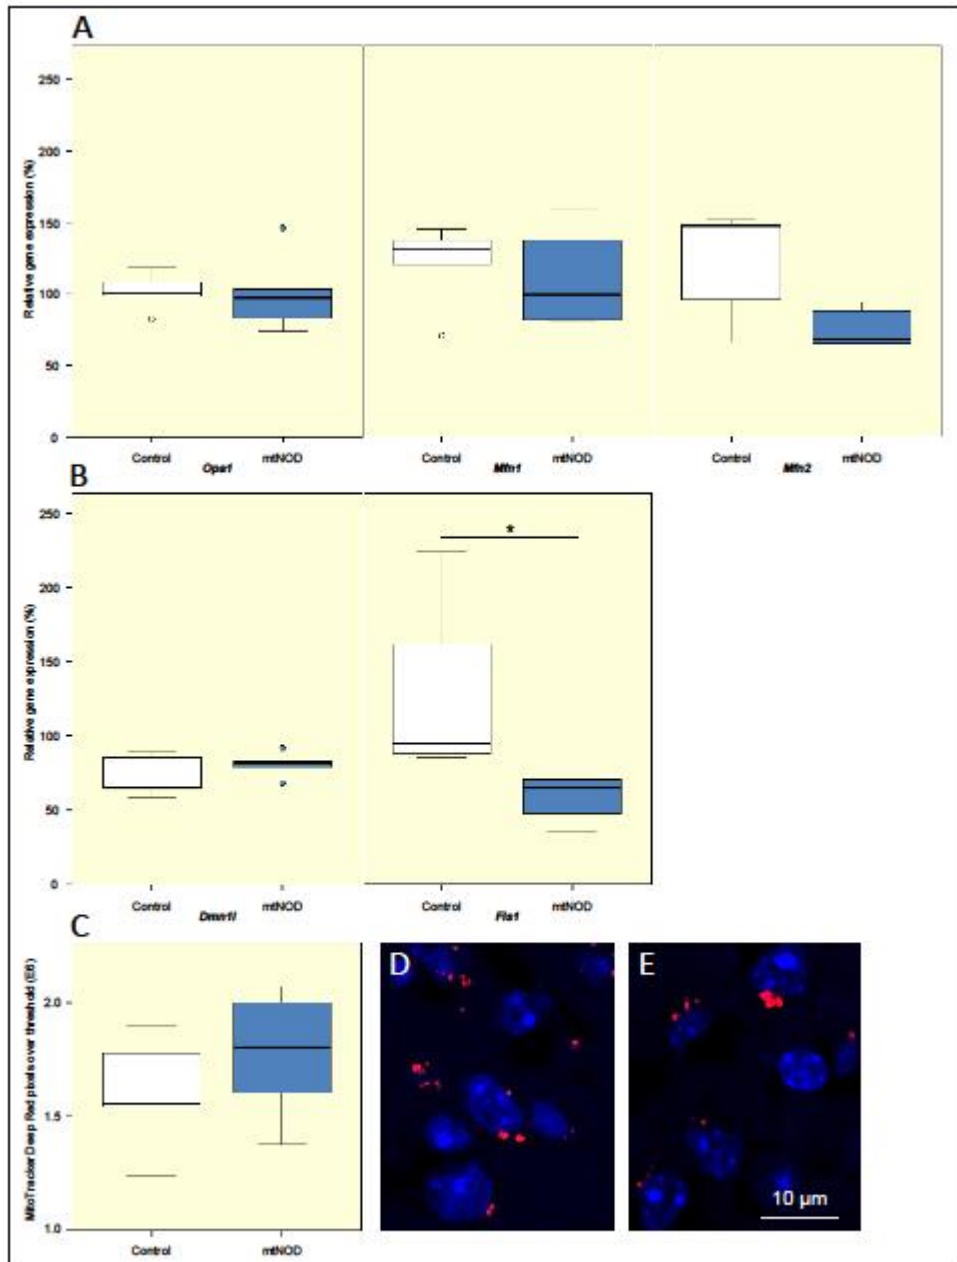 A
Relative gene expression (%)
250
200
150
100
50
0
Control mtNOD Control mtNOD Control mtNOD
Opa1 Mfn1 Mfn2
B
Relative gene expression (%)
250
200
150
100
50
0
*
Control mtNOD Control mtNOD
Dmn1l Fis1
C
MitoTracker Deep Red pixels over threshold (E6)
2.0
1.5
1.0
Control mtNOD
D
E
10 µm